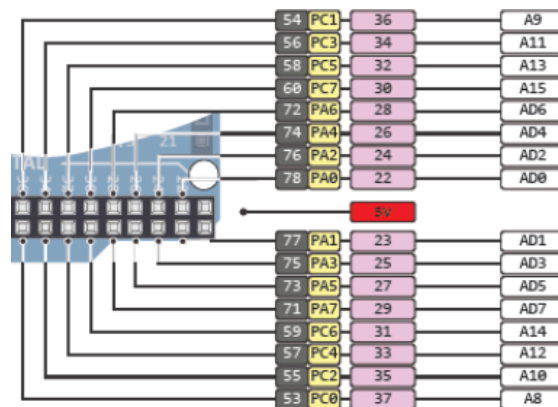 54 PC1 36 A9
56 PC3 34 A11
58 PC5 32 A13
60 PC7 30 A15
72 PA6 28 AD6
74 PA4 26 AD4
21
76 PA2 24 AD2
78 PA0 22 AD0
5V
77 PA1 23 AD1
75 PA3 25 AD3
73 PA5 27 AD5
71 PA7 29 AD7
59 PC6 31 A14
57 PC4 33 A12
55 PC2 35 A10
53 PC0 37 A8